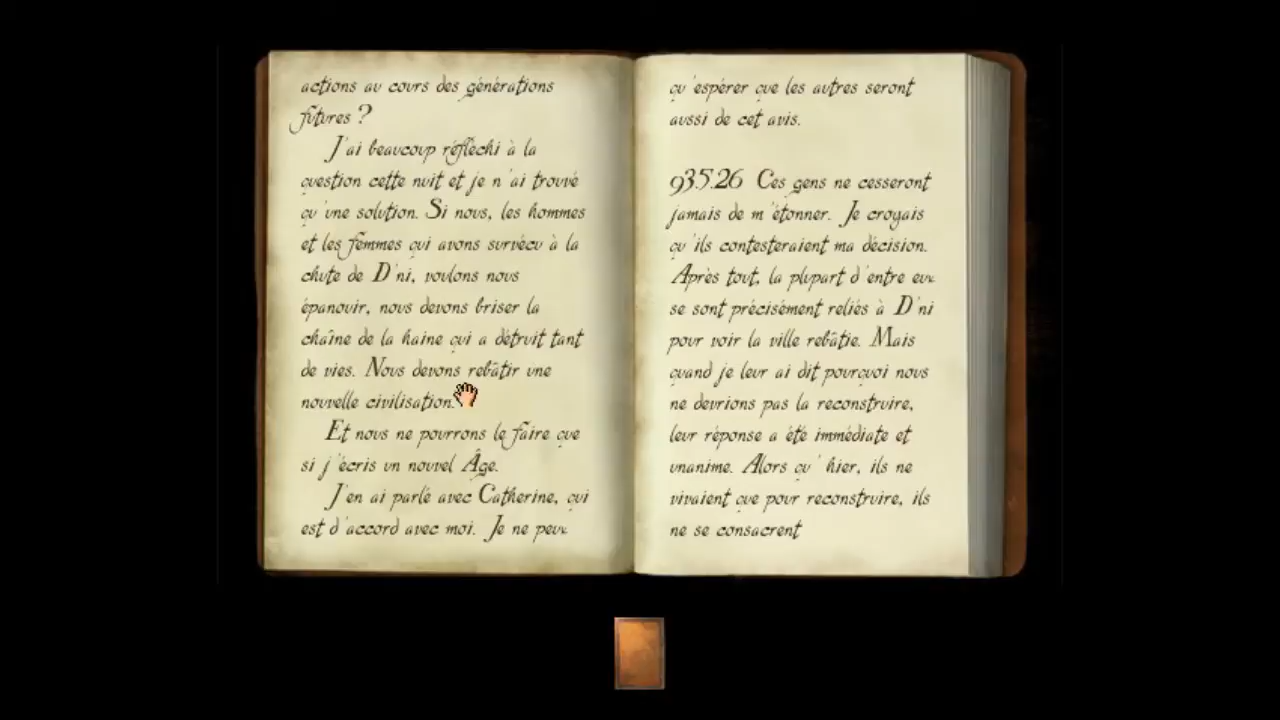 actions au cours des générations
futures ?
J'ai beaucoup réfléchi à la
question cette nuit et je n'ai trouvé
qu'une solution. Si nous, les hommes
et les femmes qui avons survécu à la
chute de D'ni, voulons nous
épanouir, nous devons briser la
chaîne de la haine qui a détruit tant
de vies. Nous devons rebâtir une
nouvelle civilisation.
Et nous ne pourrons le faire que
si j'écris un nouvel Âge.
J'en ai parlé avec Catherine, qui
est d'accord avec moi. Je ne peux
qu'espérer que les autres seront
aussi de cet avis.
93.5.26 Ces gens ne cesseront
jamais de m'étonner. Je croyais
qu'ils contesteraient ma décision.
Après tout, la plupart d'entre eux
se sont précisément reliés à D'ni
pour voir la ville rebâtie. Mais
quand je leur ai dit pourquoi nous
ne devrions pas la reconstruire,
leur réponse a été immédiate et
unanime. Alors qu'hier, ils ne
vivaient que pour reconstruire, ils
ne se consacrent